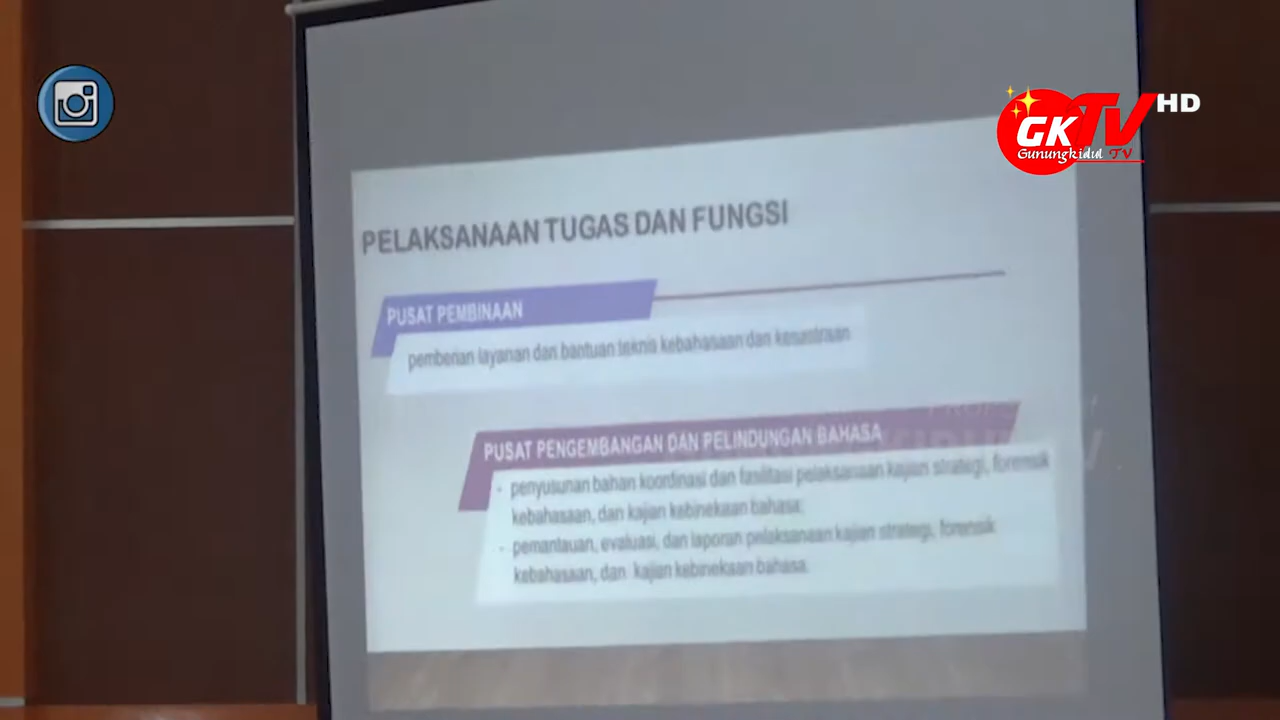 GKTV HD
Gunungkidul TV
PELAKSANAAN TUGAS DAN FUNGSI
PUSAT PEMBINAAN
pemberian layanan dan bantuan teknis kebahasaan dan kesastraan
PUSAT PENGEMBANGAN DAN PELINDUNGAN BAHASA
- penyusunan bahan koordinasi dan fasilitasi pelaksanaan kajian strategi, forensik
kebahasaan, dan kajian kebinekaan bahasa;
- pemantauan, evaluasi, dan laporan pelaksanaan kajian strategi, forensik
kebahasaan, dan kajian kebinekaan bahasa.